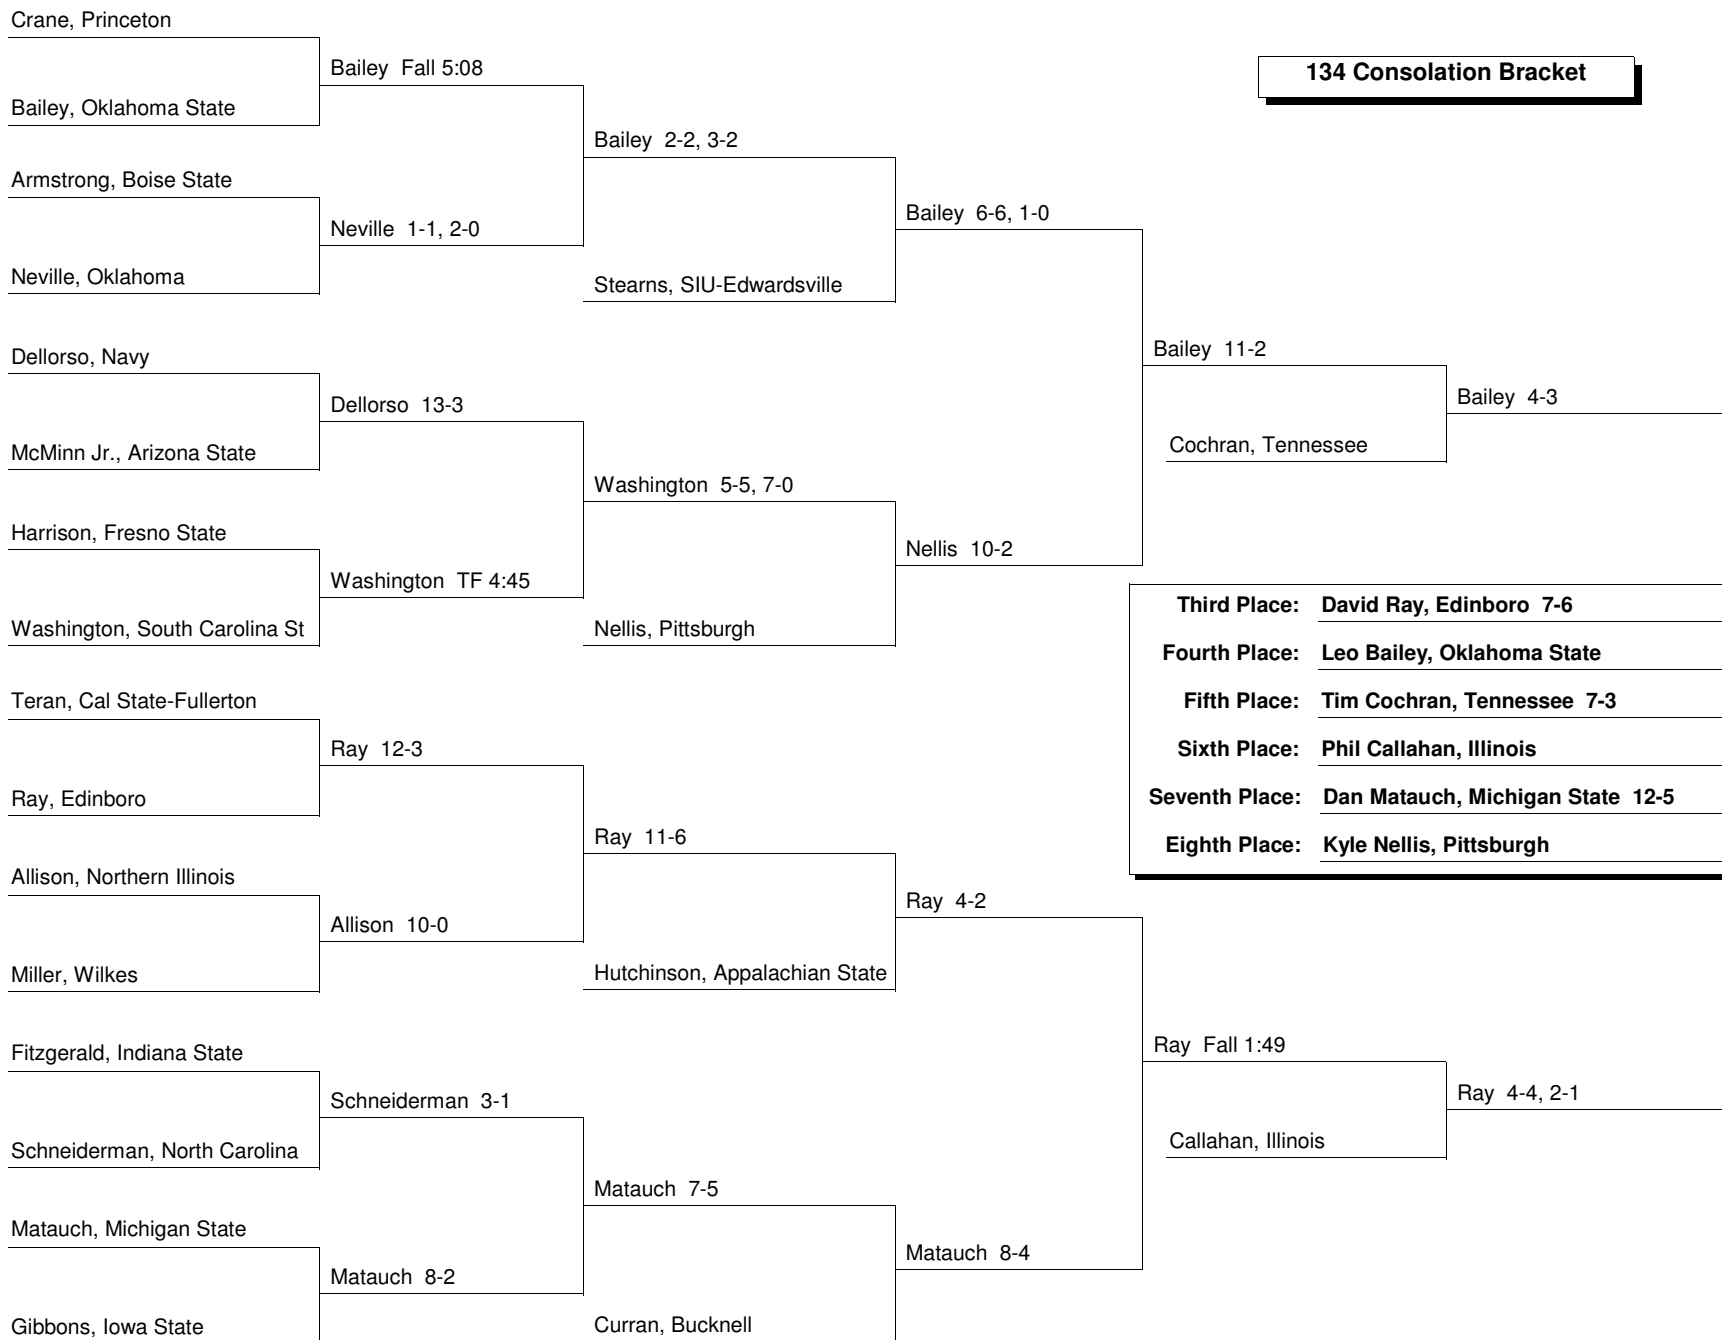 Crane, Princeton
Bailey Fall 5:08
134 Consolation Bracket
Bailey, Oklahoma State
Bailey 2-2, 3-2
Armstrong, Boise State
Bailey 6-6, 1-0
Neville 1-1, 2-0
Neville, Oklahoma
Stearns, SIU-Edwardsville
Dellorso, Navy
Bailey 11-2
Dellorso 13-3
Bailey 4-3
McMinn Jr., Arizona State
Cochran, Tennessee
Washington 5-5, 7-0
Harrison, Fresno State
Nellis 10-2
Washington TF 4:45
Washington, South Carolina St
Nellis, Pittsburgh
Third Place: David Ray, Edinboro 7-6
Fourth Place: Leo Bailey, Oklahoma State
Fifth Place: Tim Cochran, Tennessee 7-3
Sixth Place: Phil Callahan, Illinois
Seventh Place: Dan Matauch, Michigan State 12-5
Eighth Place: Kyle Nellis, Pittsburgh
Teran, Cal State-Fullerton
Ray 12-3
Ray, Edinboro
Ray 11-6
Allison, Northern Illinois
Ray 4-2
Allison 10-0
Miller, Wilkes
Hutchinson, Appalachian State
Fitzgerald, Indiana State
Ray Fall 1:49
Schneiderman 3-1
Ray 4-4, 2-1
Schneiderman, North Carolina
Callahan, Illinois
Matauch 7-5
Matauch, Michigan State
Matauch 8-4
Matauch 8-2
Gibbons, Iowa State
Curran, Bucknell